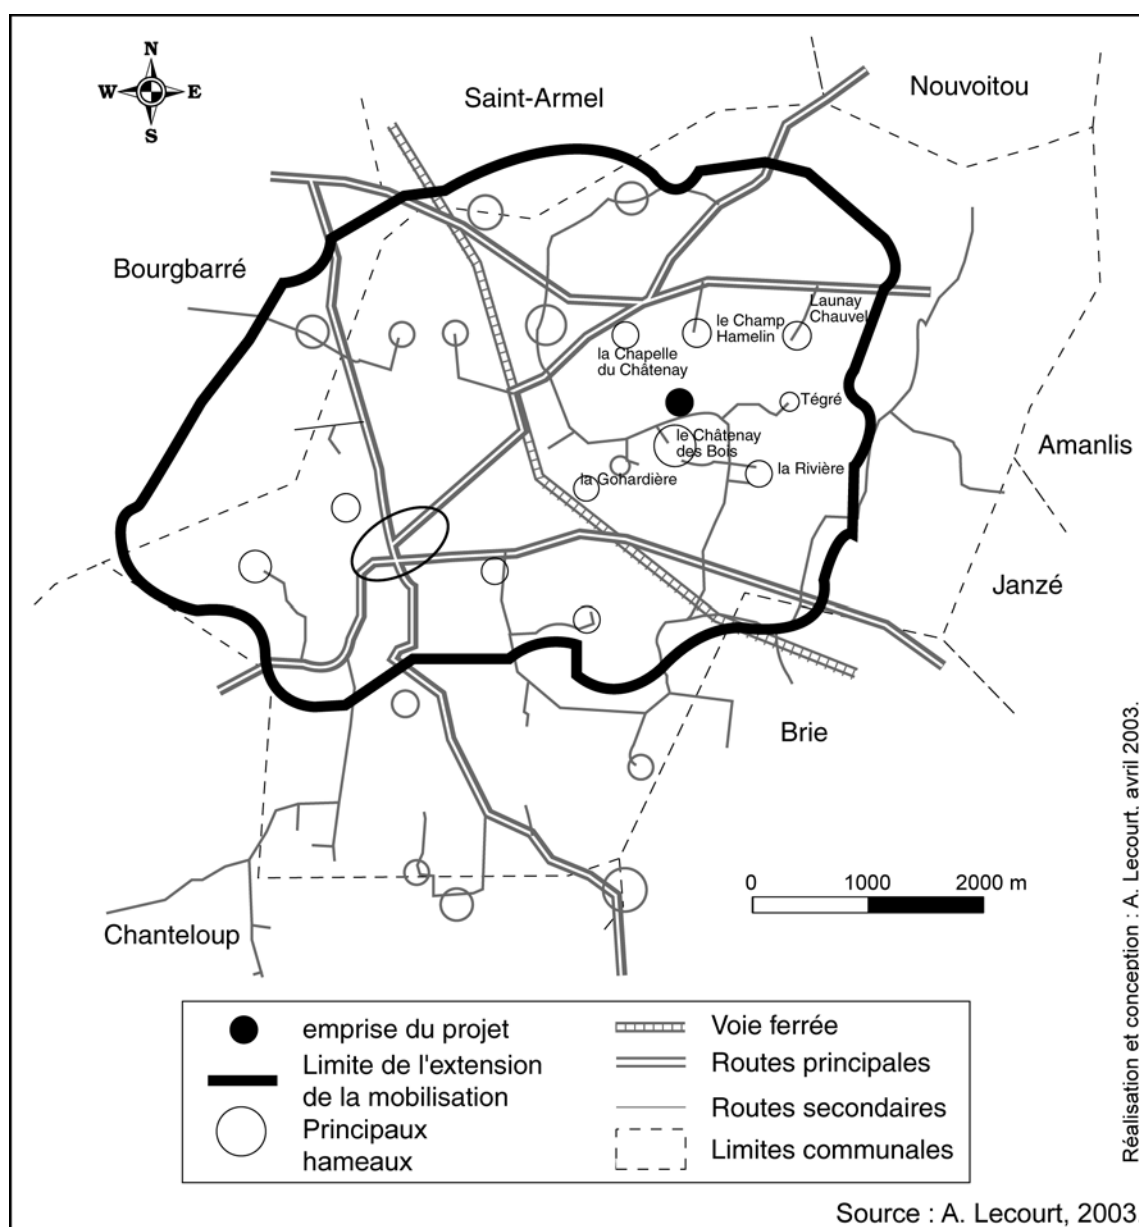 N
W E
S
Saint-Armel
Nouvoitou
Bourgbarré
Launay
Chauvel
le Champ
Hamelin
la Chapelle
du Châtenay
Tégré
le Châtenay
des Bois
Amanlis
la Rivière
la Gohardière
Janzé
Brie
0 1000 2000 m
Chanteloup
emprise du projet
Limite de l'extension
de la mobilisation
Principaux
hameaux
Voie ferrée
Routes principales
Routes secondaires
Limites communales
Réalisation et conception : A. Lecourt. avril 2003.
Source : A. Lecourt, 2003